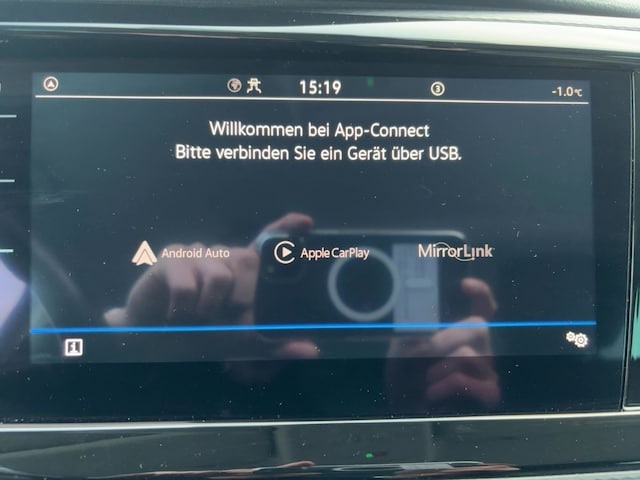 15:19
3
-1.0°C
Willkommen bei App-Connect
Bitte verbinden Sie ein Gerät über USB.
Android Auto
Apple CarPlay
MirrorLink